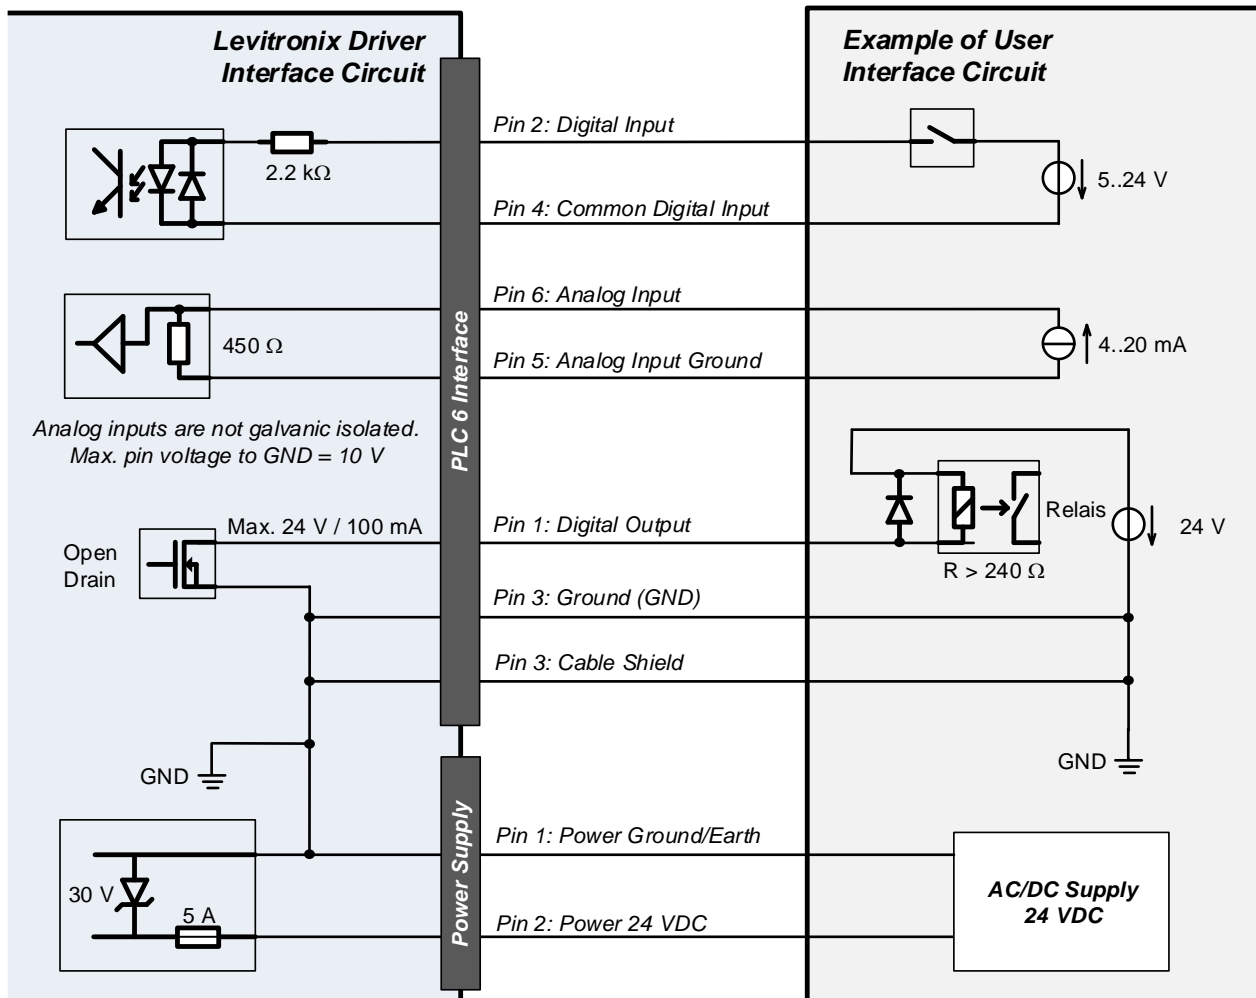 Levitronix Driver
Interface Circuit
Example of User
Interface Circuit
Pin 2: Digital Input
2.2 kΩ
5..24 V
Pin 4: Common Digital Input
Pin 6: Analog Input
450 Ω
4..20 mA
Pin 5: Analog Input Ground
PLC 6 Interface
Analog inputs are not galvanic isolated.
Max. pin voltage to GND = 10 V
Max. 24 V / 100 mA
Pin 1: Digital Output
Relais
24 V
Open
Drain
R > 240 Ω
Pin 3: Ground (GND)
Pin 3: Cable Shield
GND
GND
Power Supply
Pin 1: Power Ground/Earth
30 V
5 A
Pin 2: Power 24 VDC
AC/DC Supply
24 VDC